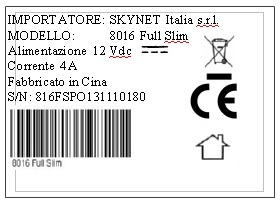 IMPORTATORE: SKYNET Italia s.r.l
MODELLO: 8016 Full Slim
Alimentazione 12 Vdc
Corrente 4A
Fabbricato in Cina
S/N: 816FSPO131110180
CE
8016 Full Slim